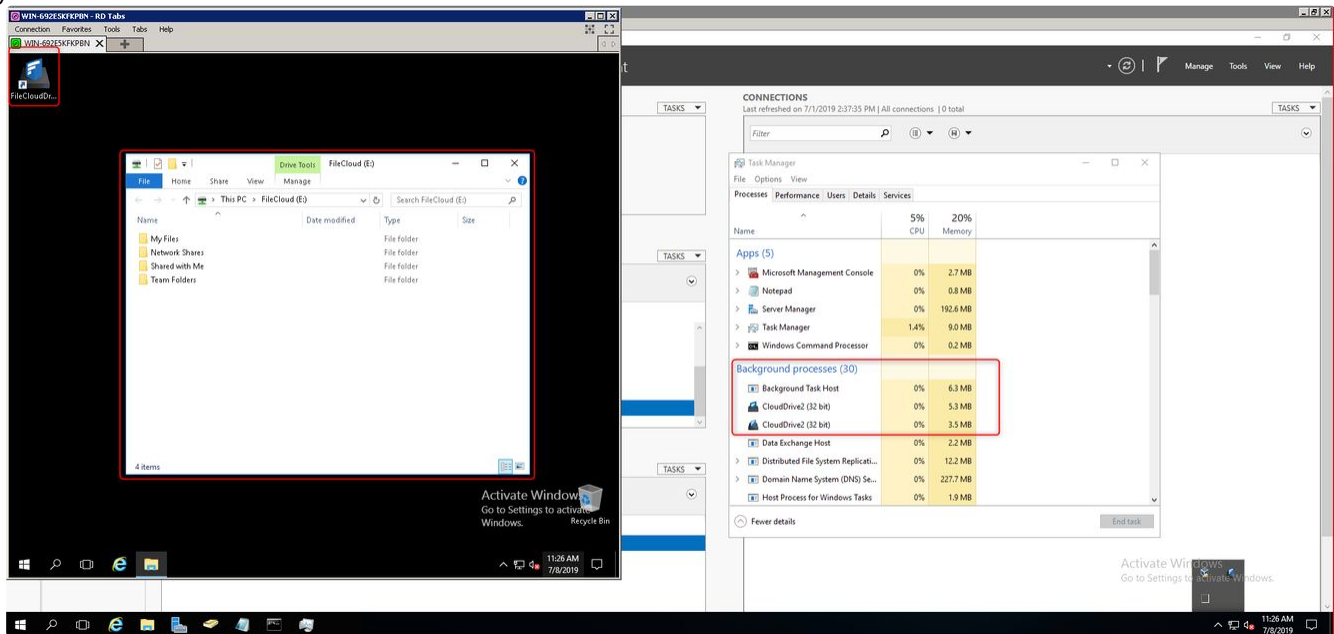 WIN-692E5KFKPBN - RD Tabs
Connection Favorites Tools Tabs Help
WIN-692E5KFKPBN
FileCloudDr...
Drive Tools FileCloud (E:)
File Home Share View Manage
This PC > FileCloud (E:)
Search FileCloud (E:)
Name Date modified Type Size
My Files File folder
Network Shares File folder
Shared with Me File folder
Team Folders File folder
4 items
Activate Windows
Go to Settings to activate
Windows.
Recycle Bin
11:26 AM
7/8/2019
Manage Tools View Help
TASKS
TASKS
TASKS
CONNECTIONS
Last refreshed on 7/1/2019 2:37:35 PM | All connections | 0 total
TASKS
Filter
Task Manager
File Options View
Processes Performance Users Details Services
5% 20%
Name CPU Memory
Apps (5)
Microsoft Management Console 0% 2.7 MB
Notepad 0% 0.8 MB
Server Manager 0% 192.6 MB
Task Manager 1.4% 9.0 MB
Windows Command Processor 0% 0.2 MB
Background processes (30)
Background Task Host 0% 6.3 MB
CloudDrive2 (32 bit) 0% 5.3 MB
CloudDrive2 (32 bit) 0% 3.5 MB
Data Exchange Host 0% 2.2 MB
Distributed File System Replicati... 0% 12.2 MB
Domain Name System (DNS) Se... 0% 227.7 MB
Host Process for Windows Tasks 0% 1.9 MB
Fewer details
End task
Activate Windows
Go to Settings to activate Windows.
11:26 AM
7/8/2019